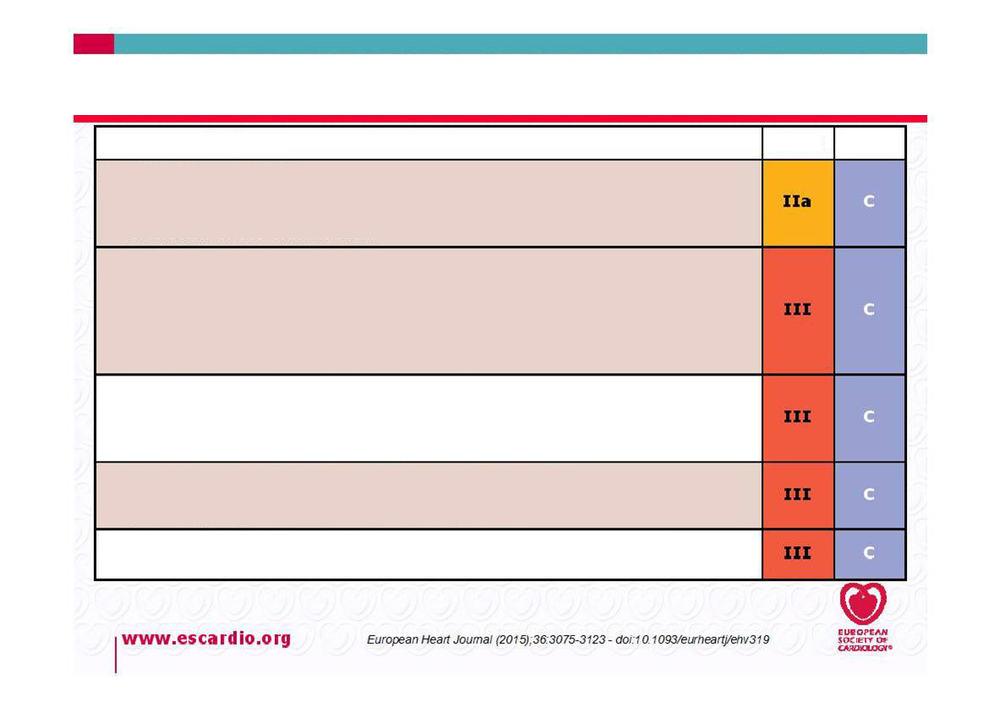 IIa C
III C
III C
III C
III C
www.escardio.org
European Heart Journal (2015);36:3075-3123 - doi:10.1093/eurheartj/ehv319
EUROPEAN
SOCIETY OF
CARDIOLOGY®